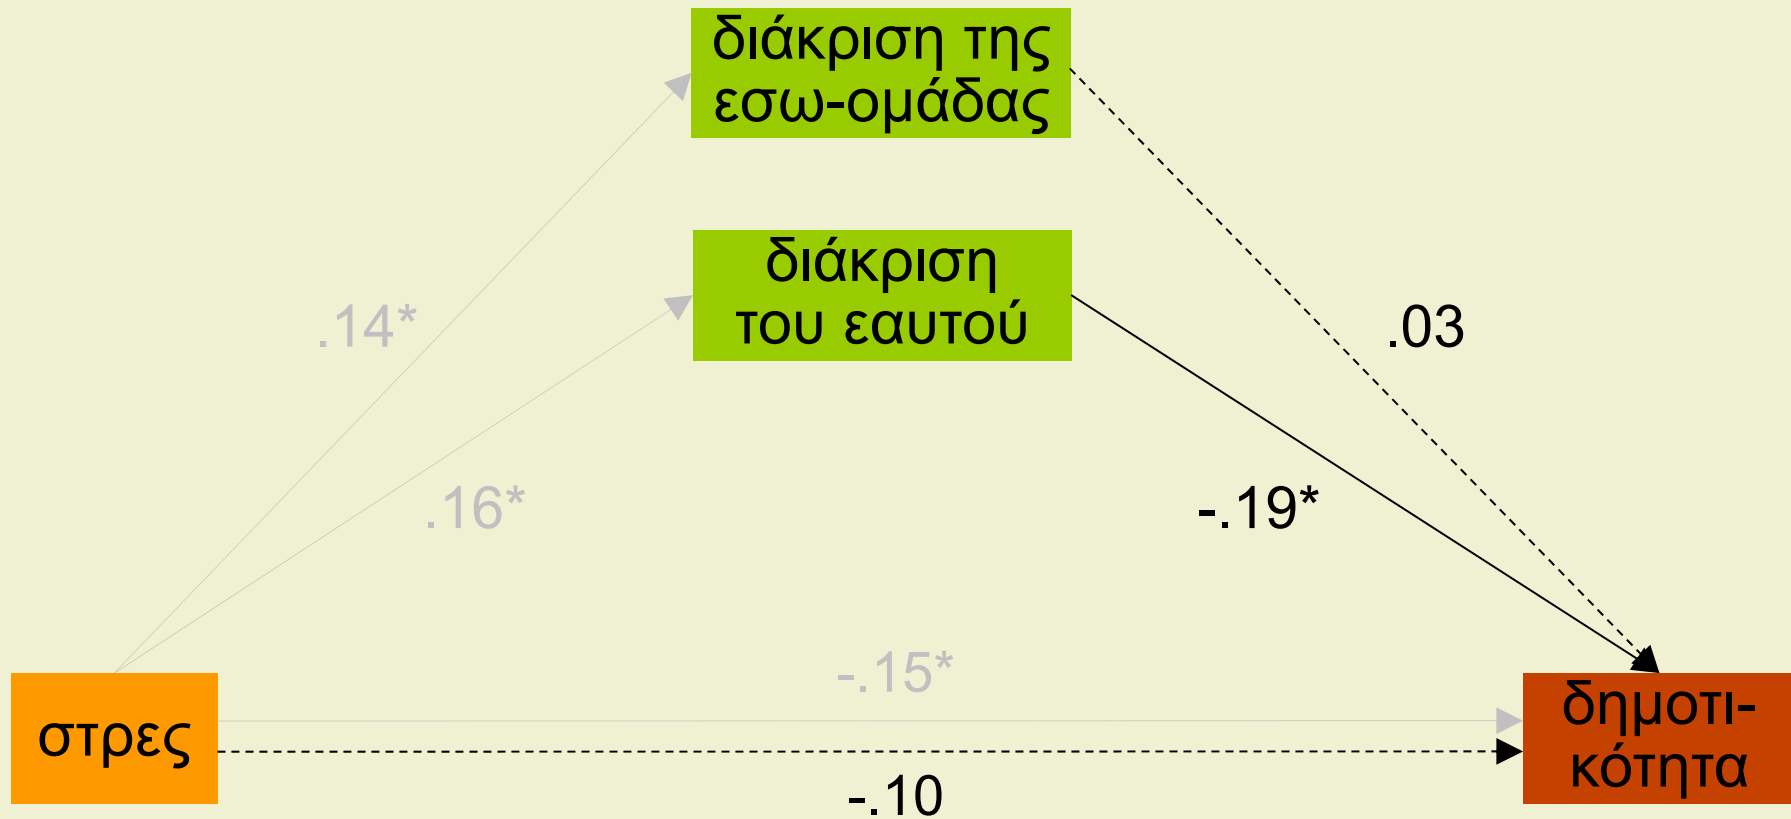 διάκριση της
εσω-ομάδας
διάκριση
του εαυτού
.14*
.03
.16*
-.19*
-.15*
στρες
δημοτι-
κότητα
-.10